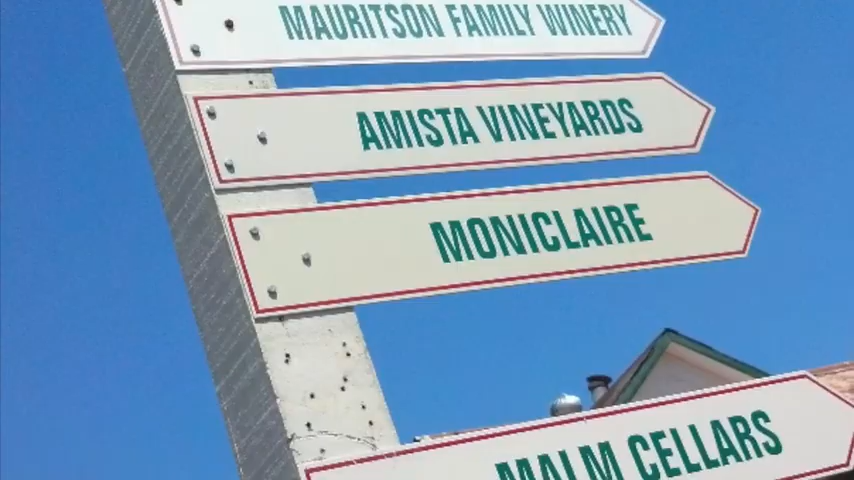 MAURITSON FAMILY WINERY
AMISTA VINEYARDS
MONICLAIRE
MALM CELLARS